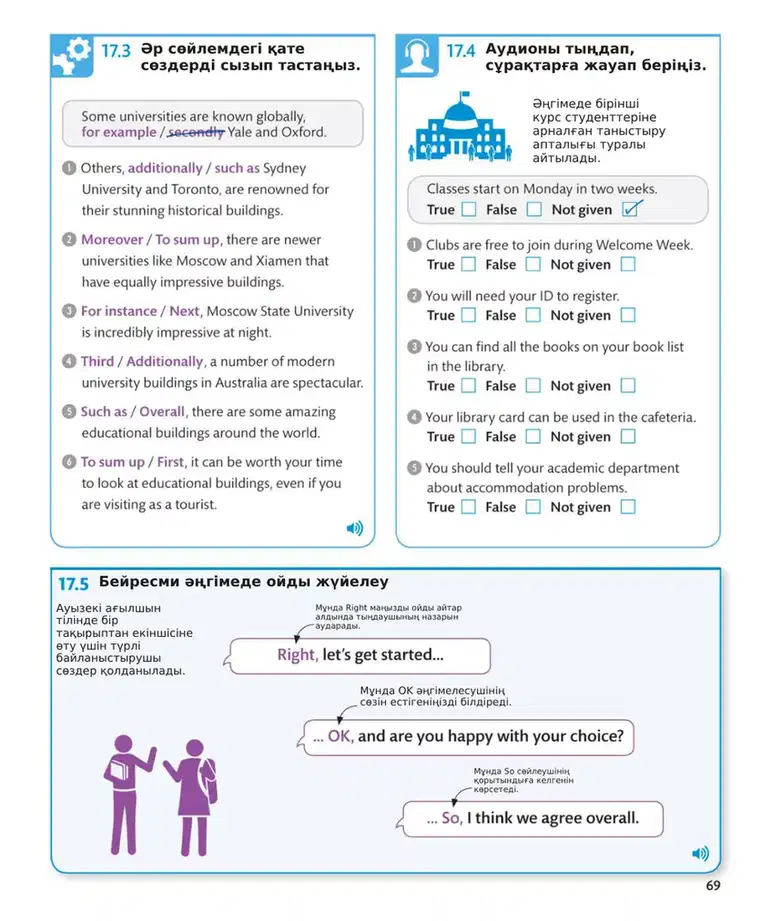 17.3 Әр сөйлемдегі қате
сөздерді сызып тастаңыз.
Some universities are known globally,
for example / secondly Yale and Oxford.
1 Others, additionally / such as Sydney
University and Toronto, are renowned for
their stunning historical buildings.
2 Moreover / To sum up, there are newer
universities like Moscow and Xiamen that
have equally impressive buildings.
3 For instance / Next, Moscow State University
is incredibly impressive at night.
4 Third / Additionally, a number of modern
university buildings in Australia are spectacular.
5 Such as / Overall, there are some amazing
educational buildings around the world.
6 To sum up / First, it can be worth your time
to look at educational buildings, even if you
are visiting as a tourist.
17.4 Аудионы тыңдап,
сұрақтарға жауап беріңіз.
Әңгімеде бірінші
курс студенттеріне
арналған таныстыру
апталығы туралы
айтылады.
Classes start on Monday in two weeks.
True False Not given
1 Clubs are free to join during Welcome Week.
True False Not given
2 You will need your ID to register.
True False Not given
3 You can find all the books on your book list
in the library.
True False Not given
4 Your library card can be used in the cafeteria.
True False Not given
5 You should tell your academic department
about accommodation problems.
True False Not given
17.5 Бейресми әңгімеде ойды жүйелеу
Ауызекі ағылшын
тілінде бір
тақырыптан екіншісіне
өту үшін түрлі
байланыстырушы
сөздер қолданылады.
Мұнда Right маңызды ойды айтар
алдында тыңдаушының назарын
аударады.
Right, let's get started...
Мұнда OK әңгімелесушінің
сөзін естігеніңізді білдіреді.
... OK, and are you happy with your choice?
Мұнда So сөйлеушінің
қорытындыға келгенін
көрсетеді.
... So, I think we agree overall.
69